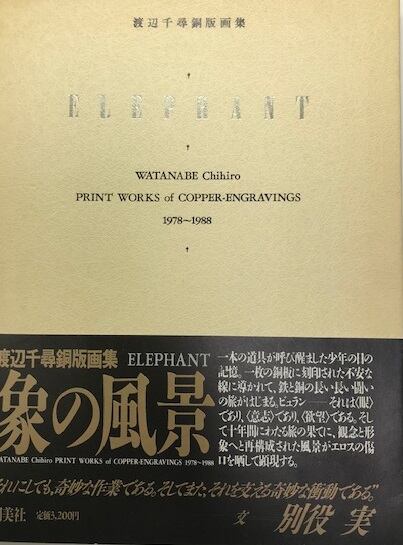 渡辺千尋銅版画集
ELEPHANT
WATANABE Chihiro
PRINT WORKS of COPPER-ENGRAVINGS
1978~1988
渡辺千尋銅版画集 ELEPHANT
象の風景
WATANABE Chihiro PRINT WORKS of COPPER-ENGRAVINGS 1978~1988
一本の道具が呼び醒ました少年の日の
記憶。一枚の銅板に刻印された不安な
線に導かれて、鉄と銅の長い長い闘い
の旅がはじまる。ビュラン――それは〈眼〉
であり、〈意志〉であり、〈欲望〉である。そし
て十年間にわたる旅の果てに、観念と形
象へと再構成された風景がエロスの傷
口を晒して顕現する。
それにしても、奇妙な作業である。そしてまた、それを支える奇妙な衝動である。”
美社 定価3,200円
文 別役 実